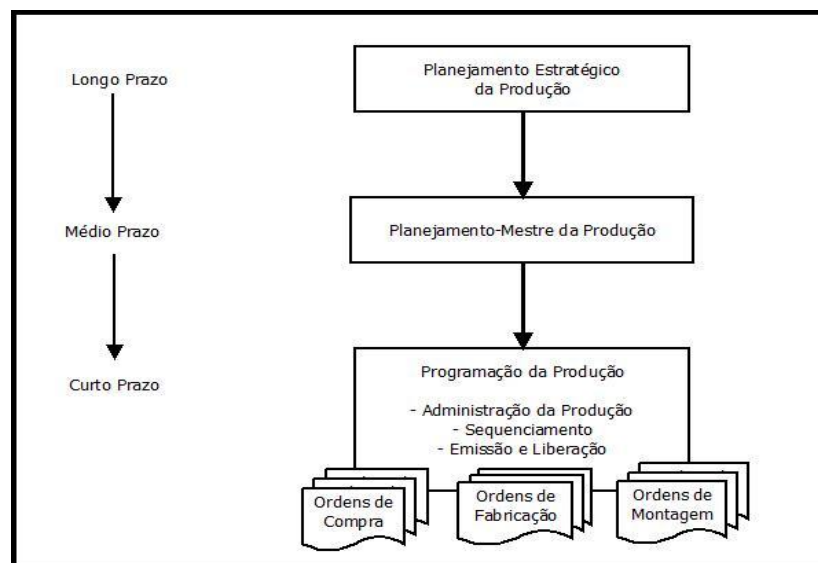 Longo Prazo
Médio Prazo
Curto Prazo
Planejamento Estratégico
da Produção
Planejamento-Mestre da Produção
Programação da Produção
- Administração da Produção
- Sequenciamento
- Emissão e Liberação
Ordens de
Compra
Ordens de
Fabricação
Ordens de
Montagem